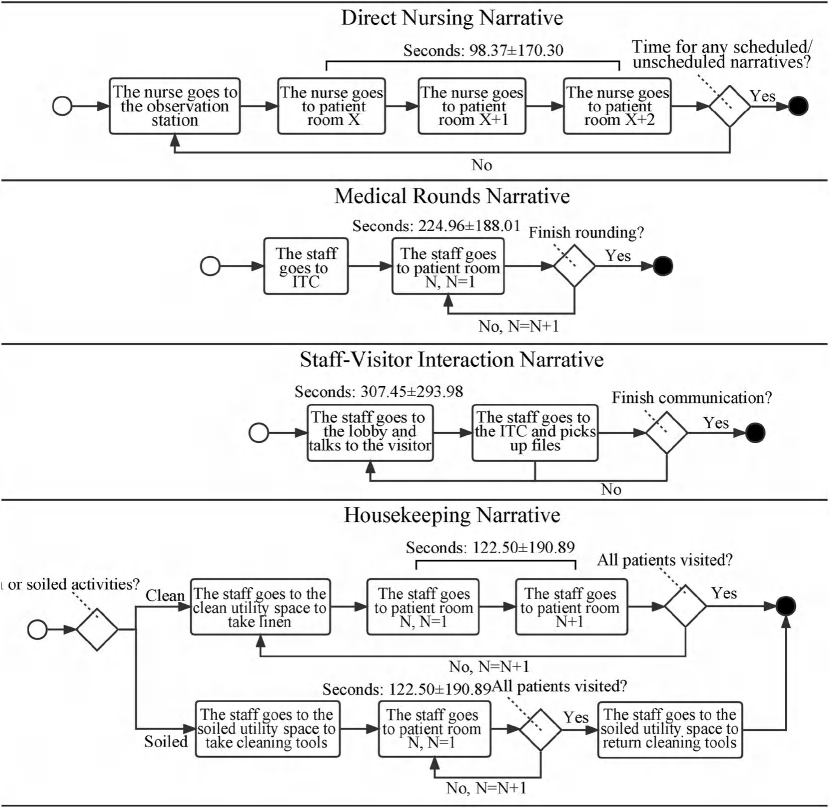 Direct Nursing Narrative
Seconds: 98.37±170.30
Time for any scheduled/
unscheduled narratives?
The nurse goes to
the observation
station
The nurse goes
to patient
room X
The nurse goes
to patient
room X+1
The nurse goes
to patient
room X+2
Yes
No
Medical Rounds Narrative
Seconds: 224.96±188.01
Finish rounding?
The staff
goes to
ITC
The staff goes
to patient room
N, N=1
Yes
No, N=N+1
Staff-Visitor Interaction Narrative
Seconds: 307.45±293.98
Finish communication?
The staff goes to
the lobby and
talks to the visitor
The staff goes to
the ITC and picks
up files
Yes
No
Housekeeping Narrative
Seconds: 122.50±190.89
All patients visited?
or soiled activities?
Clean
The staff goes to the
clean utility space to
take linen
The staff goes
to patient room
N, N=1
The staff goes
to patient room
N+1
Yes
No, N=N+1
Seconds: 122.50±190.89
All patients visited?
Soiled
The staff goes to the
soiled utility space to
take cleaning tools
The staff goes
to patient room
N, N=1
Yes
The staff goes to the
soiled utility space to
return cleaning tools
No, N=N+1